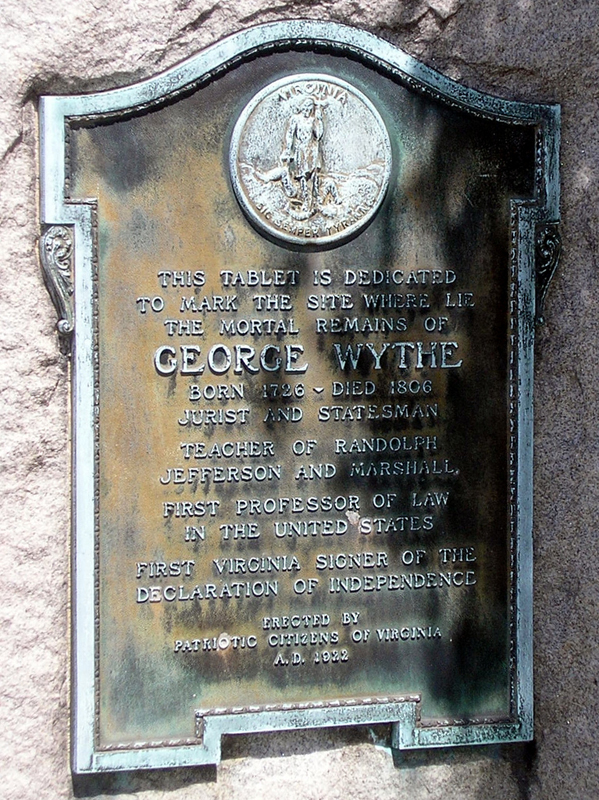 VIRGINIA
SIC SEMPER TYRANNIS
THIS TABLET IS DEDICATED
TO MARK THE SITE WHERE LIE
THE MORTAL REMAINS OF
GEORGE WYTHE
BORN 1726 ~ DIED 1806
JURIST AND STATESMAN
TEACHER OF RANDOLPH
JEFFERSON AND MARSHALL,
FIRST PROFESSOR OF LAW
IN THE UNITED STATES
FIRST VIRGINIA SIGNER OF THE
DECLARATION OF INDEPENDENCE
ERECTED BY
PATRIOTIC CITIZENS OF VIRGINIA
A.D. 1922